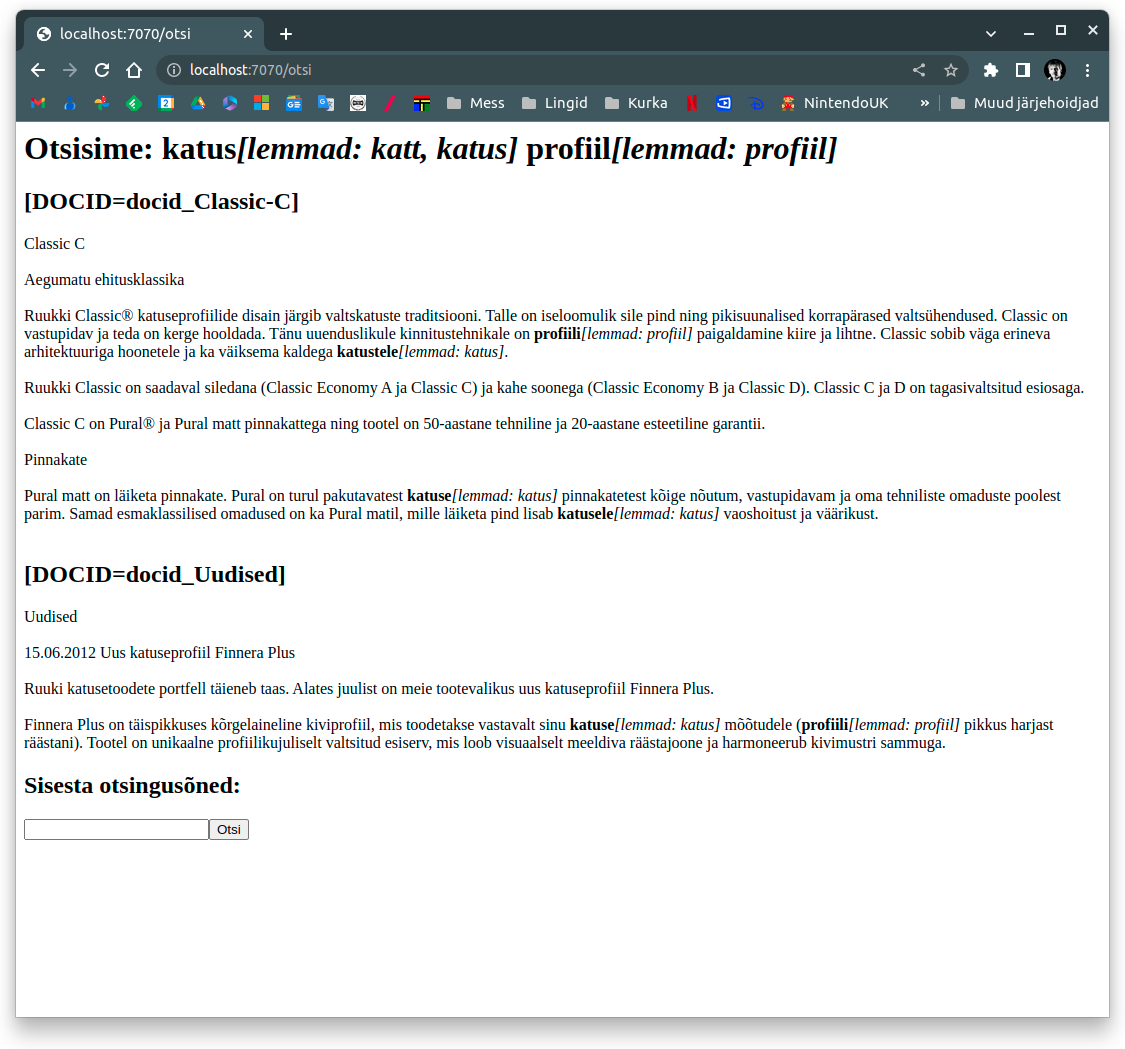 localhost:7070/otsi
localhost:7070/otsi
Mess Lingid Kurka NintendoUK » Muud järjehoidjad
Otsisime: katus[lemmad: katt, katus] profiil[lemmad: profiil]
[DOCID=docid_Classic-C]
Classic C
Aegumatu ehitusklassika
Ruukki Classic® katuseprofiilide disain järgib valtskatuste traditsiooni. Talle on iseloomulik sile pind ning pikisuunalised korrapärased valtsühendused. Classic on
vastupidav ja teda on kerge hooldada. Tänu uuenduslikule kinnitustehnikale on profiili[lemmad: profiil] paigaldamine kiire ja lihtne. Classic sobib väga erineva
arhitektuuriga hoonetele ja ka väiksema kaldega katustele[lemmad: katus].
Ruukki Classic on saadaval siledana (Classic Economy A ja Classic C) ja kahe soonega (Classic Economy B ja Classic D). Classic C ja D on tagasivaltsitud esiosaga.
Classic C on Pural® ja Pural matt pinnakattega ning tootel on 50-aastane tehniline ja 20-aastane esteetiline garantii.
Pinnakate
Pural matt on läiketa pinnakate. Pural on turul pakutavatest katuse[lemmad: katus] pinnakatetest kõige nõutum, vastupidavam ja oma tehniliste omaduste poolest
parim. Samad esmaklassilised omadused on ka Pural matil, mille läiketa pind lisab katusele[lemmad: katus] vaoshoitust ja väärikust.
[DOCID=docid_Uudised]
Uudised
15.06.2012 Uus katuseprofiil Finnera Plus
Ruuki katusetoodete portfell täieneb taas. Alates juulist on meie tootevalikus uus katuseprofiil Finnera Plus.
Finnera Plus on täispikkuses kõrgelaineline kiviprofiil, mis toodetakse vastavalt sinu katuse[lemmad: katus] mõõtudele (profiili[lemmad: profiil] pikkus harjast
räästani). Tootel on unikaalne profiilikujuliselt valtsitud esiserv, mis loob visuaalselt meeldiva räästajoone ja harmoneerub kivimustri sammuga.
Sisesta otsingusõned:
Otsi